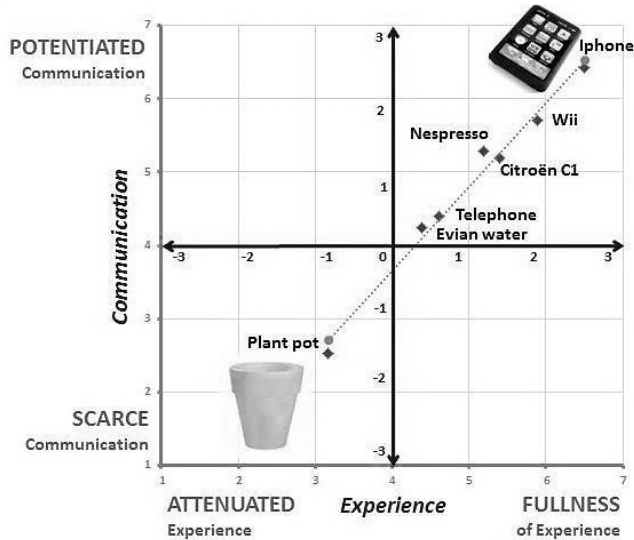 7
3
POTENTIATED
Communication
Iphone
6
2
Wii
Nespresso
5
Citroën C1
1
Communication
Telephone
Evian water
4
-3 -2 -1 0 1 2 3
3
-1
Plant pot
2
-2
SCARCE
Communication
-3
1
1 2 3 4 5 6 7
ATTENUATED Experience FULLNESS
Experience of Experience